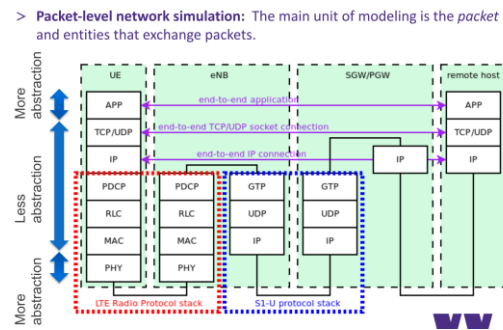 > Packet-level network simulation: The main unit of modeling is the packet
and entities that exchange packets.
UE
eNB
SGW/PGW
remote host
More
abstraction
Less
abstraction
More
abstraction
APP
end-to-end application
APP
TCP/UDP
end-to-end TCP/UDP socket connection
TCP/UDP
IP
end-to-end IP connection
IP
IP
PDCP
PDCP
GTP
GTP
RLC
RLC
UDP
UDP
MAC
MAC
IP
IP
PHY
PHY
LTE Radio Protocol stack
S1-U protocol stack